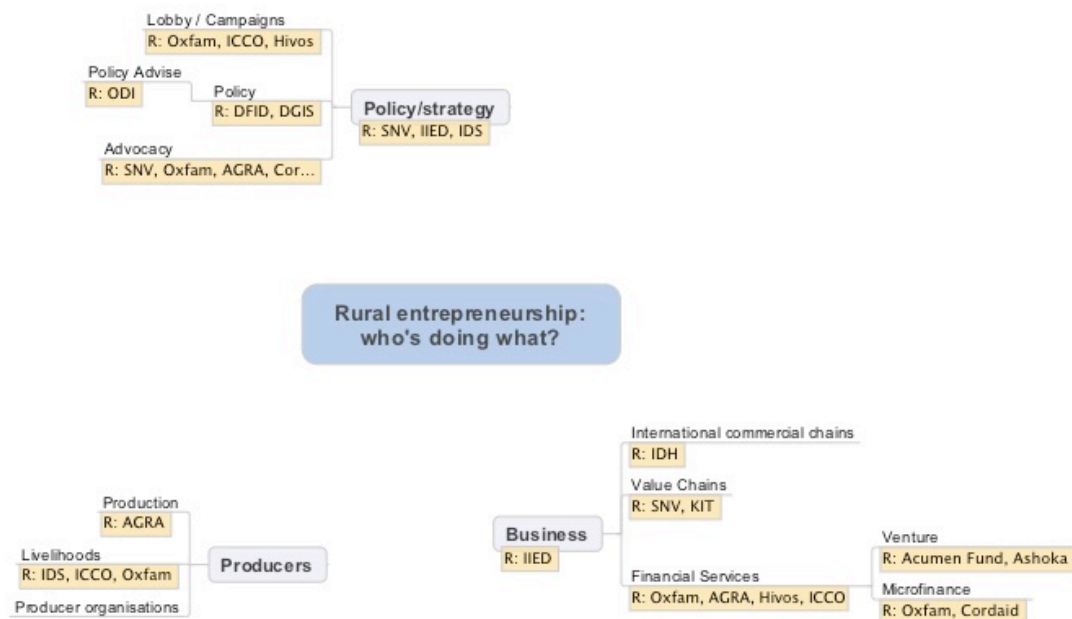 Lobby / Campaigns
R: Oxfam, ICCO, Hivos
Policy Advise
R: ODI
Policy
R: DFID, DGIS
Policy/strategy
R: SNV, IIED, IDS
Advocacy
R: SNV, Oxfam, AGRA, Cor...
Rural entrepreneurship:
who's doing what?
Production
R: AGRA
Livelihoods
R: IDS, ICCO, Oxfam
Producer organisations
Producers
International commercial chains
R: IDH
Value Chains
R: SNV, KIT
Business
R: IIED
Financial Services
R: Oxfam, AGRA, Hivos, ICCO
Venture
R: Acumen Fund, Ashoka
Microfinance
R: Oxfam, Cordaid